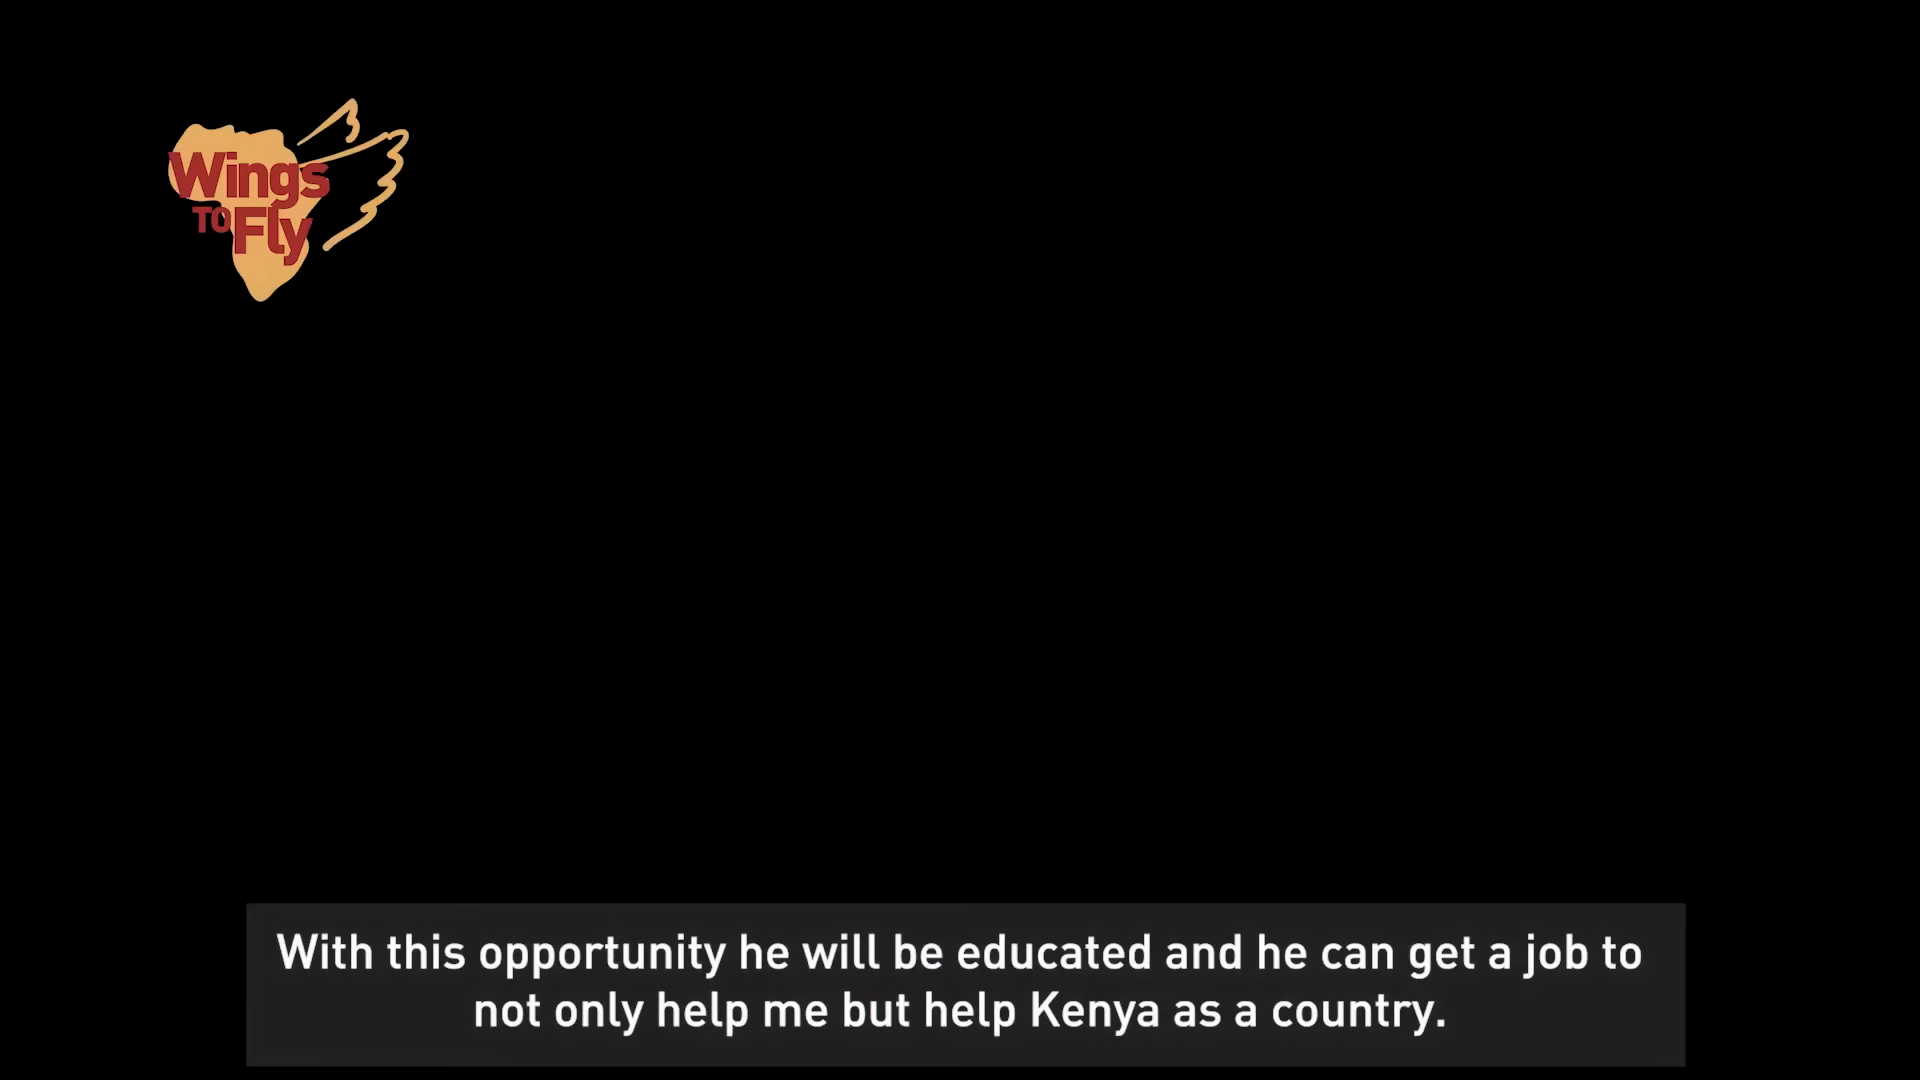 Wings
TO Fly
With this opportunity he will be educated and he can get a job to
not only help me but help Kenya as a country.